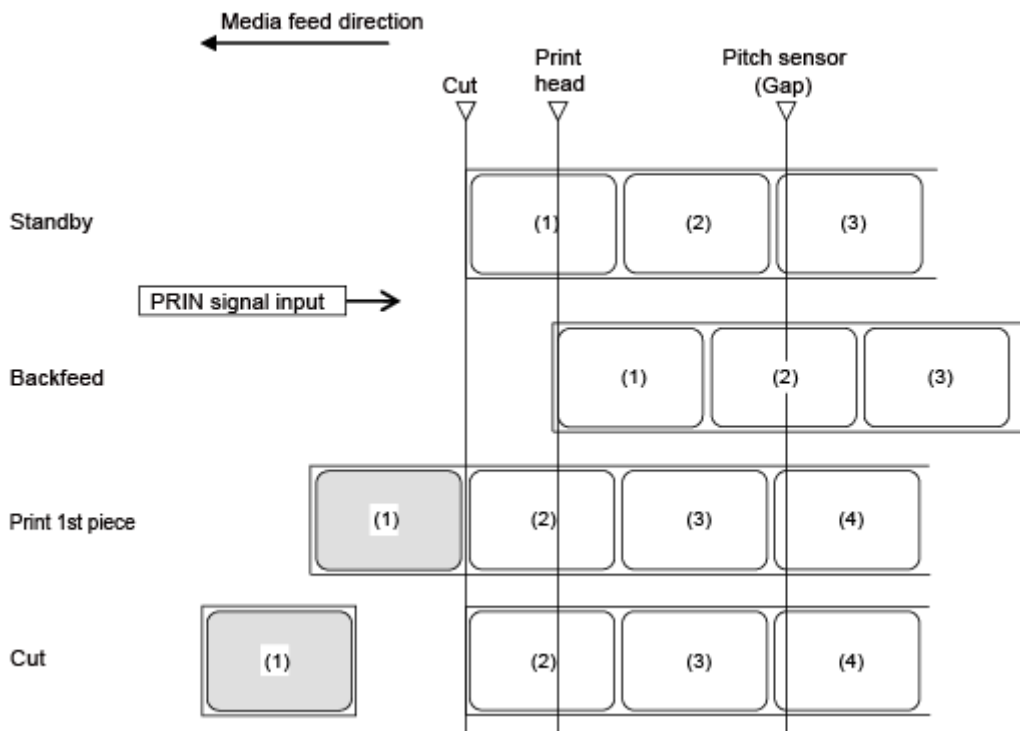 Media feed direction
Cut
Print
head
Pitch sensor
(Gap)
Standby
(1)
(2)
(3)
PRIN signal input
Backfeed
(1)
(2)
(3)
Print 1st piece
(1)
(2)
(3)
(4)
Cut
(1)
(2)
(3)
(4)